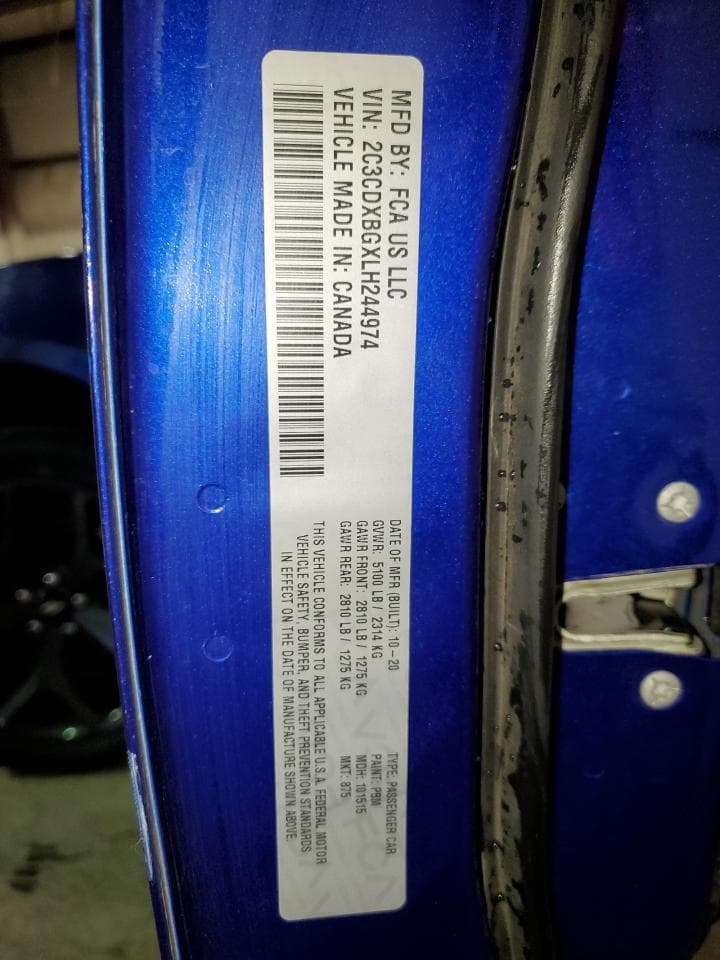 MFD BY: FCA US LLC
VIN: 2C3CDXBGXLH244974
VEHICLE MADE IN: CANADA
DATE OF MFR (BUILT): 10-20
GVWR: 5100 LB / 2314 KG
GAWR FRONT: 2810 LB / 1275 KG
GAWR REAR: 2810 LB / 1275 KG
TYPE: PASSENGER CAR
PAINT: PBM
MDH: 101515
MKT: 875
THIS VEHICLE CONFORMS TO ALL APPLICABLE U.S.A. FEDERAL MOTOR
VEHICLE SAFETY, BUMPER, AND THEFT PREVENTION STANDARDS
IN EFFECT ON THE DATE OF MANUFACTURE SHOWN ABOVE.